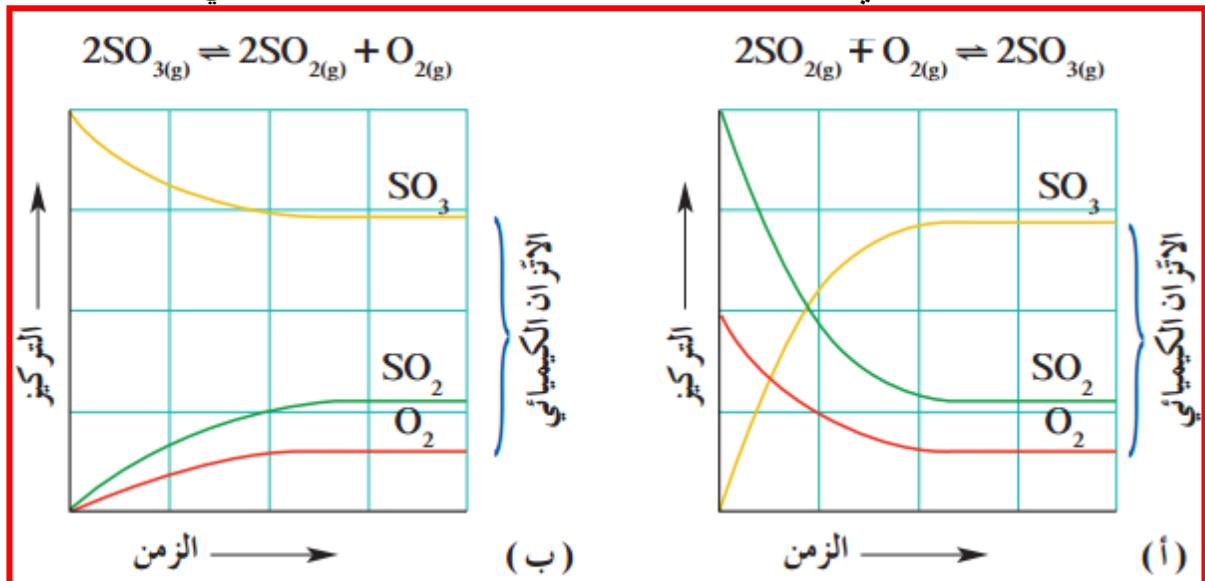 2SO₃(g) ⇌ 2SO₂(g) + O₂(g)
SO₃
SO₂
O₂
التركيز
الاتزان الكيميائي
الزمن
(ب)
2SO₂(g) ∓ O₂(g) ⇌ 2SO₃(g)
SO₃
SO₂
O₂
التركيز
الاتزان الكيميائي
الزمن
(أ)